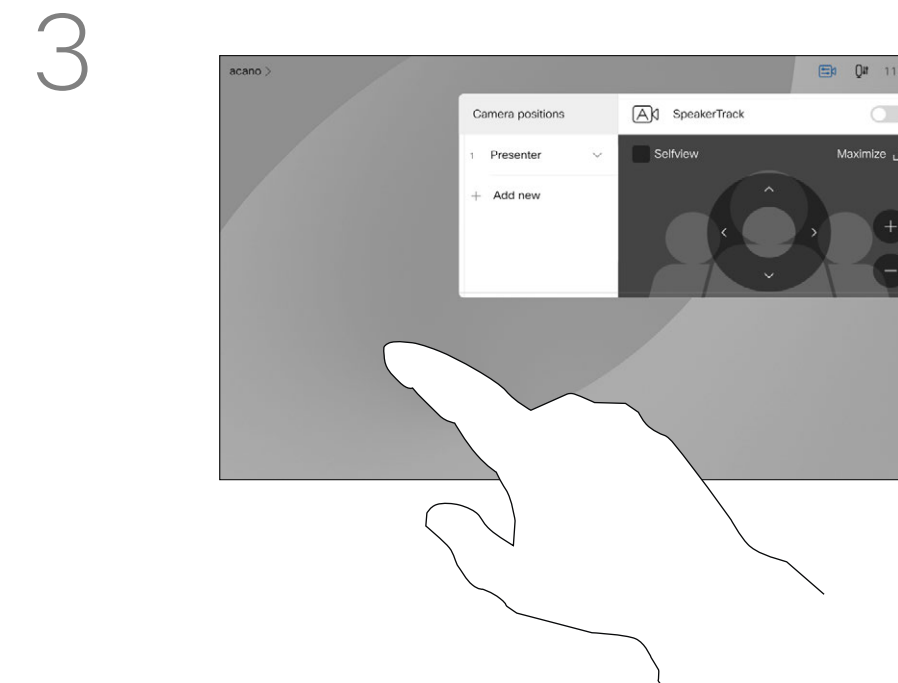 3
acano >
11
Camera positions
A SpeakerTrack
1 Presenter
Selfview Maximize
+ Add new
+
−